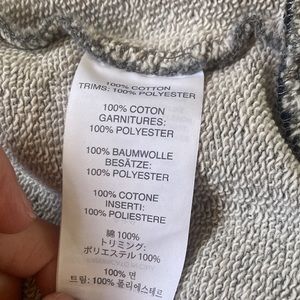 100% COTTON
TRIMS: 100% POLYESTER
100% COTON
GARNITURES:
100% POLYESTER
100% BAUMWOLLE
BESÄTZE:
100% POLYESTER
100% COTONE
INSERTI:
100% POLIESTERE
綿 100%
トリミング:
ポリエステル 100%
100% 면
트림: 100% 폴리에스테르